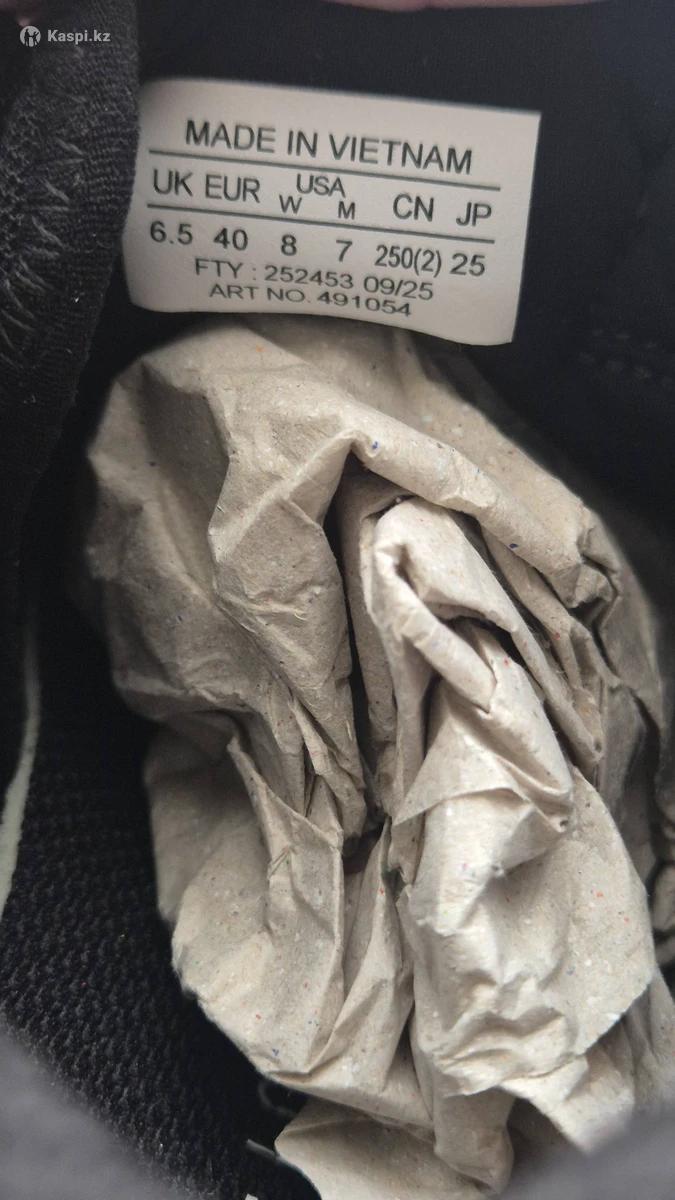 Kaspi.kz
MADE IN VIETNAM
UK EUR USA CN JP
W M
6.5 40 8 7 250(2) 25
FTY : 252453 09/25
ART NO. 491054